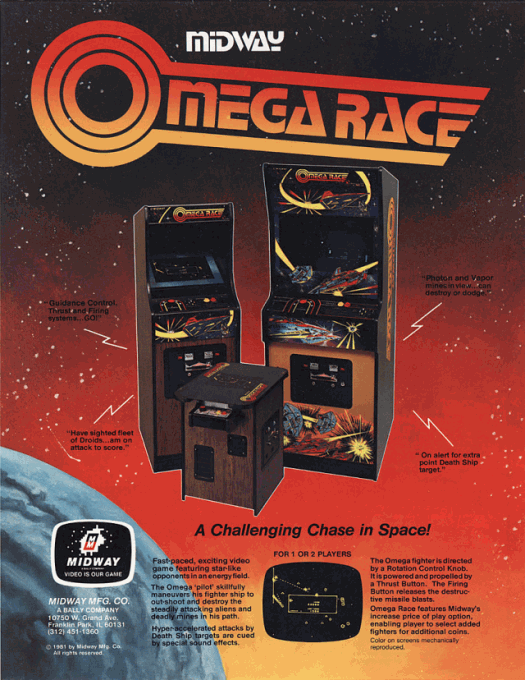 MIDWAY
OMEGA RACE
OMEGA RACE
OMEGA RACE
"Photon and Vapor
mines in view...can
destroy or dodge."
"Guidance Control,
Thrust and Firing
systems...GO!"
"Have sighted fleet
of Droids...am on
attack to score."
"On alert for extra
point Death Ship
target."
A Challenging Chase in Space!
MIDWAY
VIDEO IS OUR GAME
MIDWAY MFG. CO.
A BALLY COMPANY
10750 W. Grand Ave.
Franklin Park, IL 60131
(312) 451-1360
© 1981 by Midway Mfg. Co.
All rights reserved.
Fast-paced, exciting video
game featuring star-like
opponents in an energy field.
The Omega 'pilot' skillfully
maneuvers his fighter ship to
out-shoot and destroy the
steadily attacking aliens and
deadly mines in his path.
Hyper-accelerated attacks by
Death Ship targets are cued
by special sound effects.
FOR 1 OR 2 PLAYERS
The Omega fighter is directed
by a Rotation Control Knob.
It is powered and propelled by
a Thrust Button. The Firing
Button releases the destruc-
tive missile blasts.
Omega Race features Midway's
increase price of play option,
enabling player to select added
fighters for additional coins.
Color on screens mechanically
reproduced.